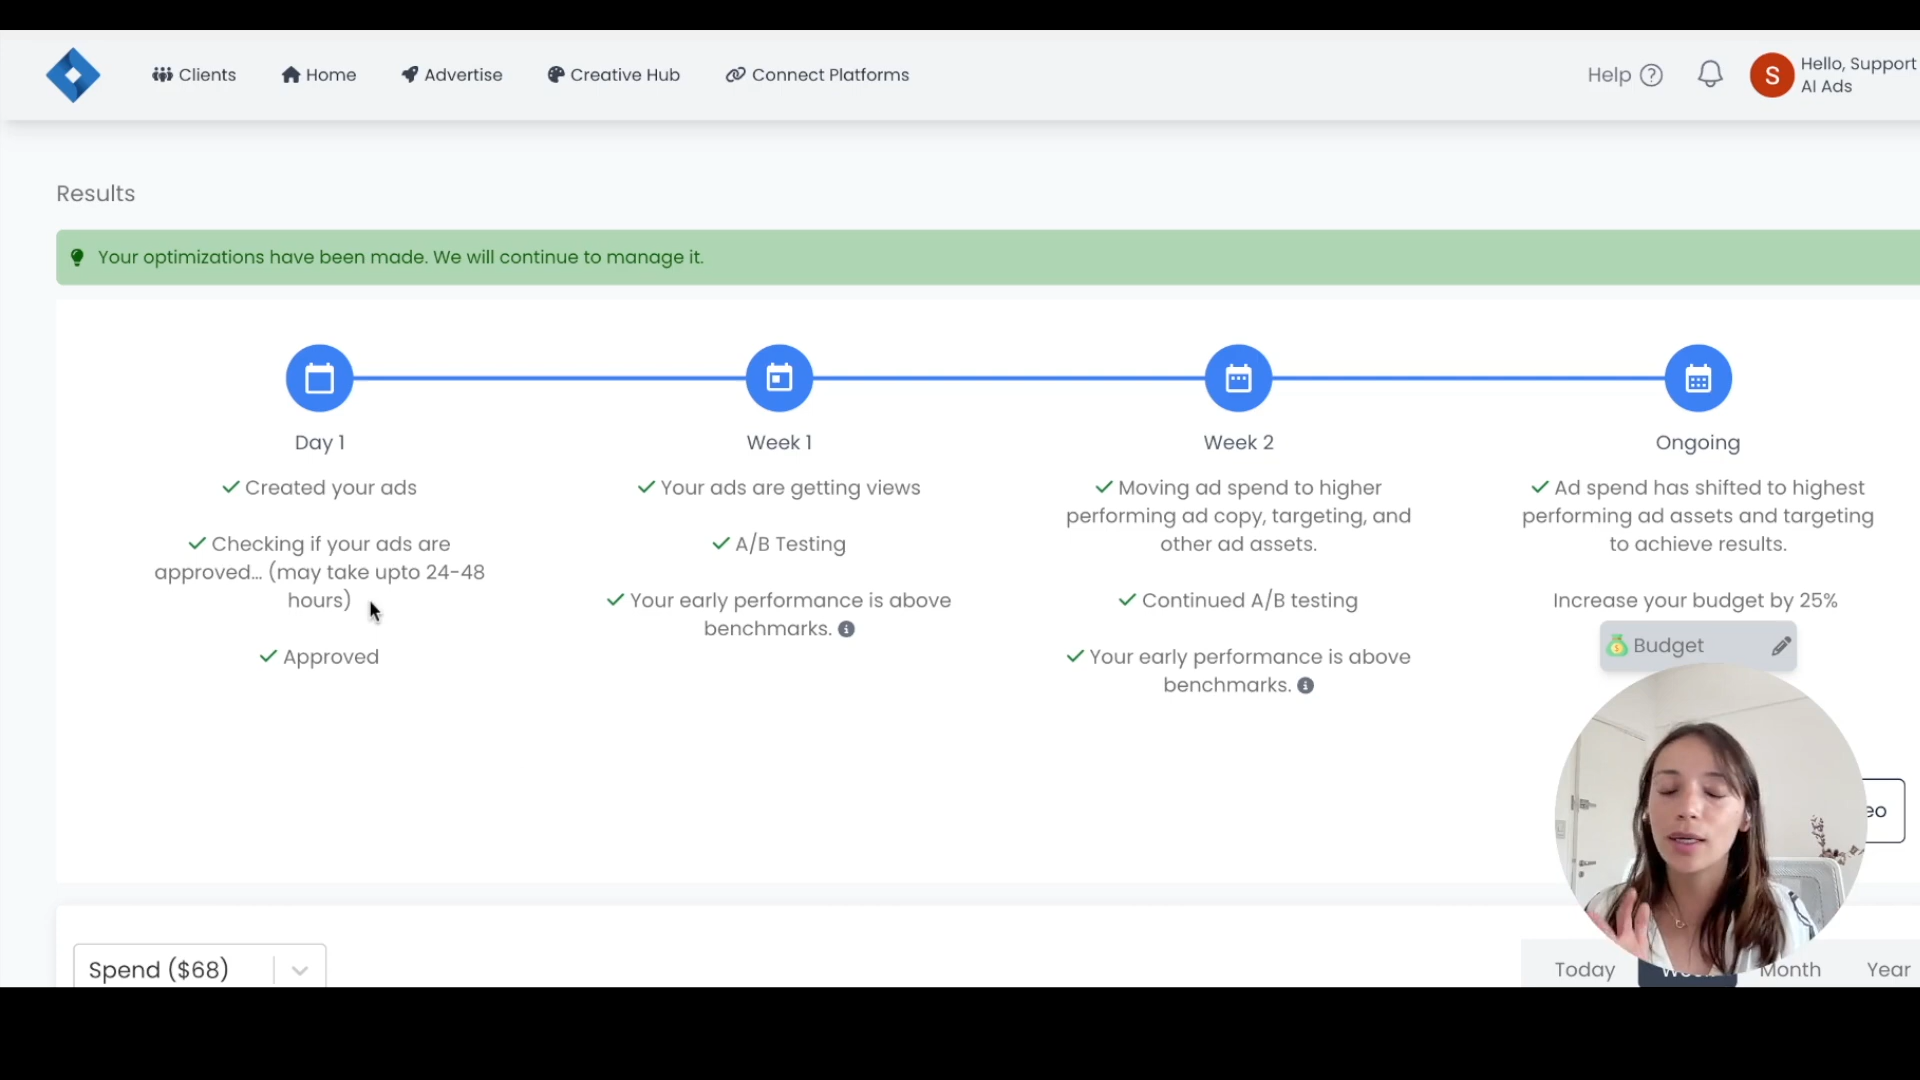 Clients
Home
Advertise
Creative Hub
Connect Platforms
Help
S
Hello, Support
AI Ads
Results
Your optimizations have been made. We will continue to manage it.
Day 1
Created your ads
Checking if your ads are
approved... (may take upto 24-48
hours)
Approved
Week 1
Your ads are getting views
A/B Testing
Your early performance is above
benchmarks.
Week 2
Moving ad spend to higher
performing ad copy, targeting, and
other ad assets.
Continued A/B testing
Your early performance is above
benchmarks.
Ongoing
Ad spend has shifted to highest
performing ad assets and targeting
to achieve results.
Increase your budget by 25%
Budget
Spend ($68)
Today
Month
Year